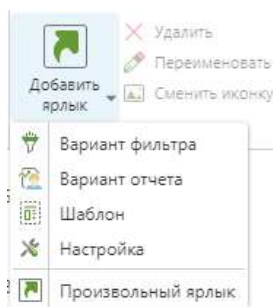 Удалить
Переименовать
Сменить иконку
Добавить
ярлык
Вариант фильтра
Вариант отчета
Шаблон
Настройка
Произвольный ярлык